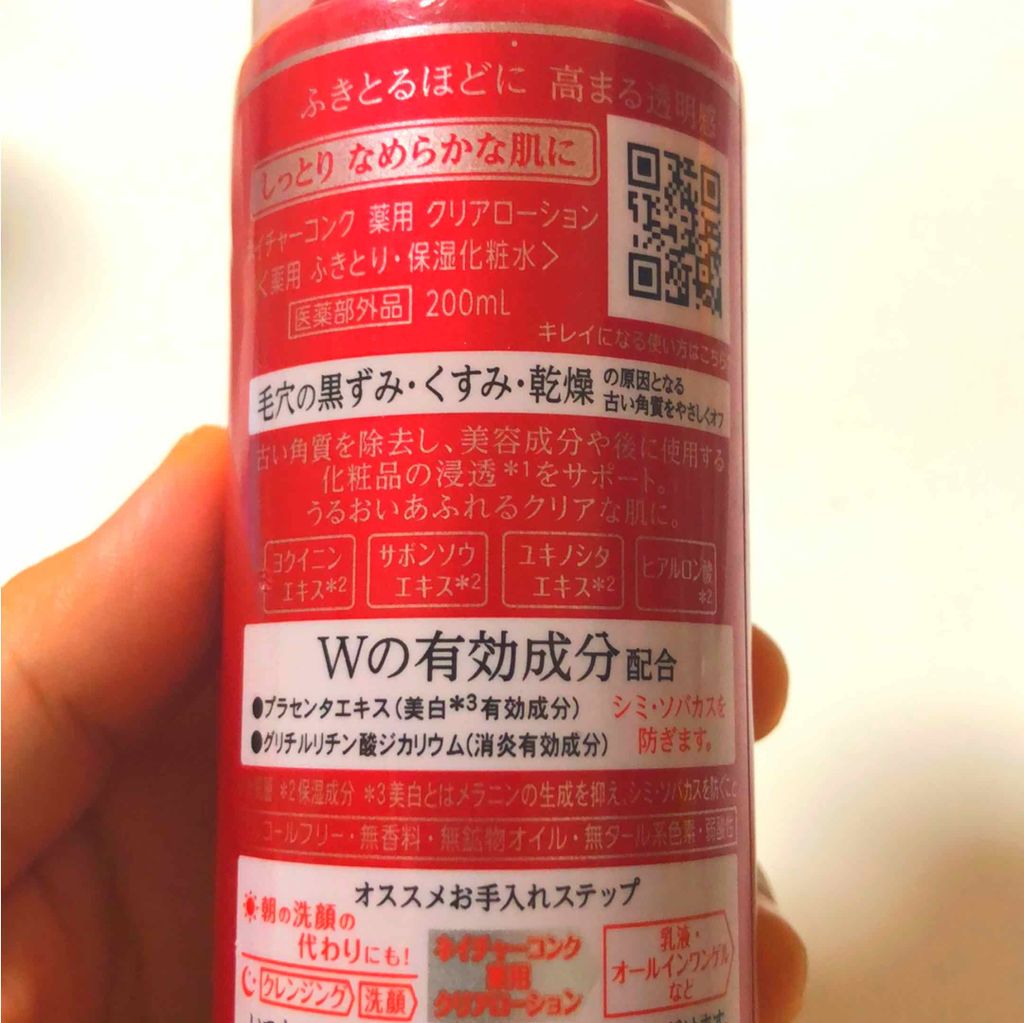 ふきとるほどに 高まる透明感
しっとり なめらかな肌に
イチャーコンク 薬用 クリアローション
<薬用 ふきとり・保湿化粧水>
医薬部外品 200mL
キレイになる使い方はこちら
毛穴の黒ずみ・くすみ・乾燥 の原因となる
古い角質をやさしくオフ
古い角質を除去し、美容成分や後に使用する
化粧品の浸透*1をサポート。
うるおいあふれるクリアな肌に。
ヨクイニン
エキス*2
サボンソウ
エキス*2
ユキノシタ
エキス*2
ヒアルロン酸
*2
Wの有効成分配合
●プラセンタエキス(美白*3有効成分)
●グリチルリチン酸ジカリウム(消炎有効成分)
シミ・ソバカスを
防ぎます。
*2保湿成分 *3美白とはメラニンの生成を抑え、シミ・ソバカスを防ぐこと
コールフリー・無香料・無鉱物オイル・無タール系色素・弱酸性
オススメお手入れステップ
朝の洗顔の
代わりにも!
クレンジング 洗顔
ネイチャーコンク
薬用
クリアローション
乳液・
オールインワンゲル
など